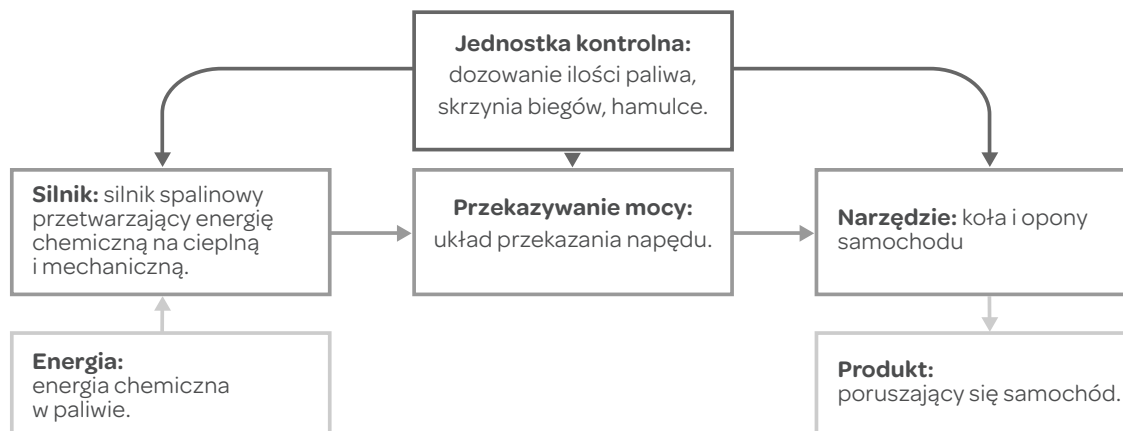 Jednostka kontrolna:
dozowanie ilości paliwa,
skrzynia biegów, hamulce.
Silnik: silnik spalinowy
przetwarzający energię
chemiczną na cieplną
i mechaniczną.
Przekazywanie mocy:
układ przekazania napędu.
Narzędzie: koła i opony
samochodu
Energia:
energia chemiczna
w paliwie.
Produkt:
poruszający się samochód.